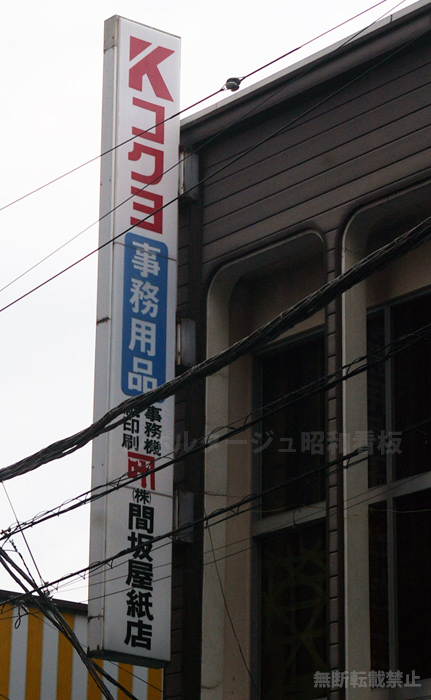 K
コクヨ
事務用品
事務機
印刷
(株)
間坂屋紙店
ルージュ昭和看板
無断転載禁止